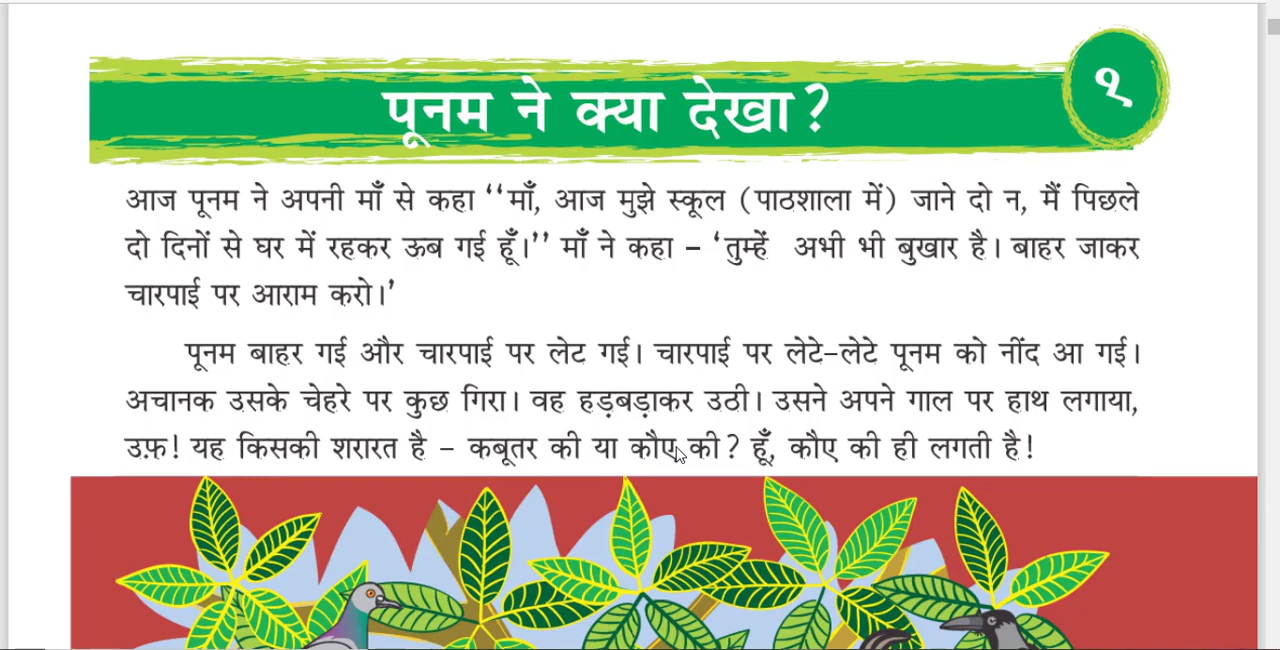 पूनम ने क्या देखा?
१
आज पूनम ने अपनी माँ से कहा ‘‘माँ, आज मुझे स्कूल (पाठशाला में) जाने दो न, मैं पिछले
दो दिनों से घर में रहकर ऊब गई हूँ।’’ माँ ने कहा – ‘तुम्हें अभी भी बुखार है। बाहर जाकर
चारपाई पर आराम करो।’
पूनम बाहर गई और चारपाई पर लेट गई। चारपाई पर लेटे–लेटे पूनम को नींद आ गई।
अचानक उसके चेहरे पर कुछ गिरा। वह हड़बड़ाकर उठी। उसने अपने गाल पर हाथ लगाया,
उफ़! यह किसकी शरारत है – कबूतर की या कौए की? हूँ, कौए की ही लगती है!